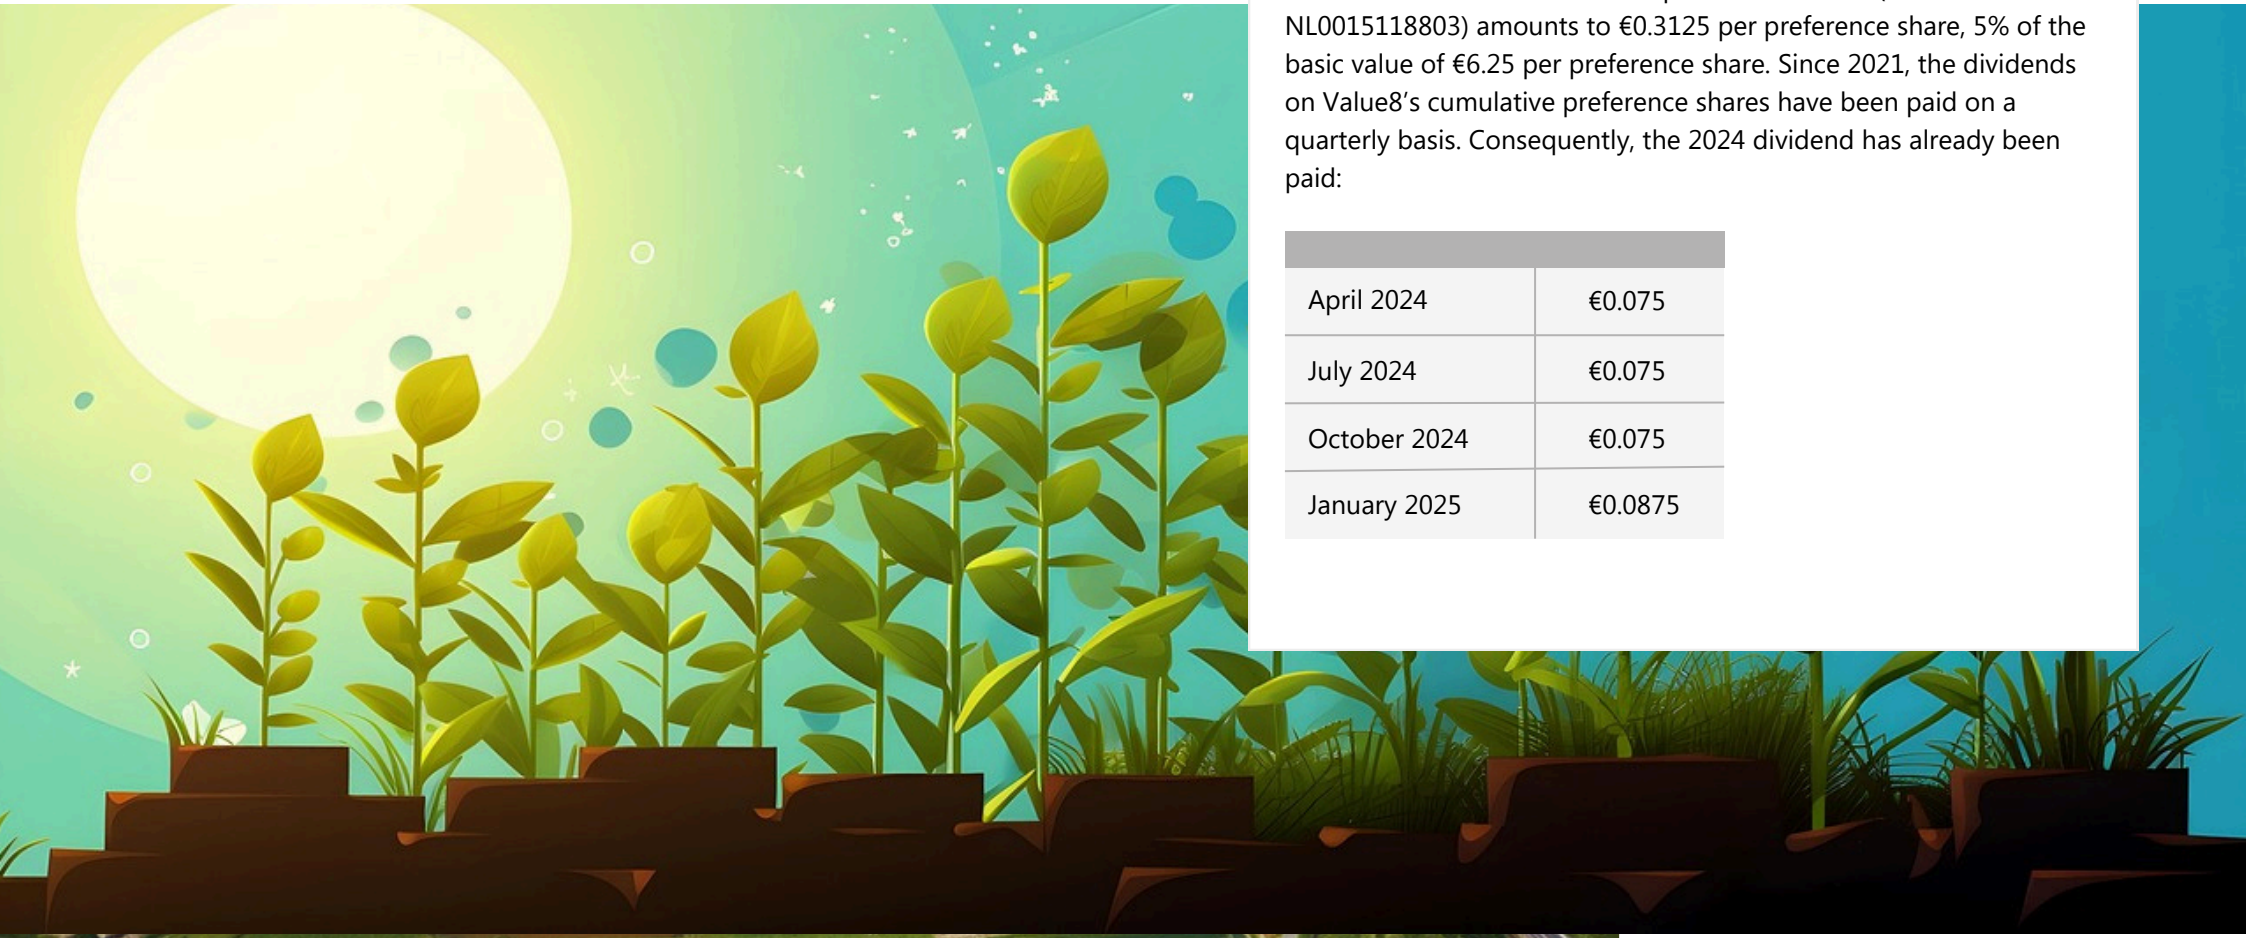 NL0015118803) amounts to €0.3125 per preference share, 5% of the
basic value of €6.25 per preference share. Since 2021, the dividends
on Value8’s cumulative preference shares have been paid on a
quarterly basis. Consequently, the 2024 dividend has already been
paid:
April 2024 €0.075
July 2024 €0.075
October 2024 €0.075
January 2025 €0.0875